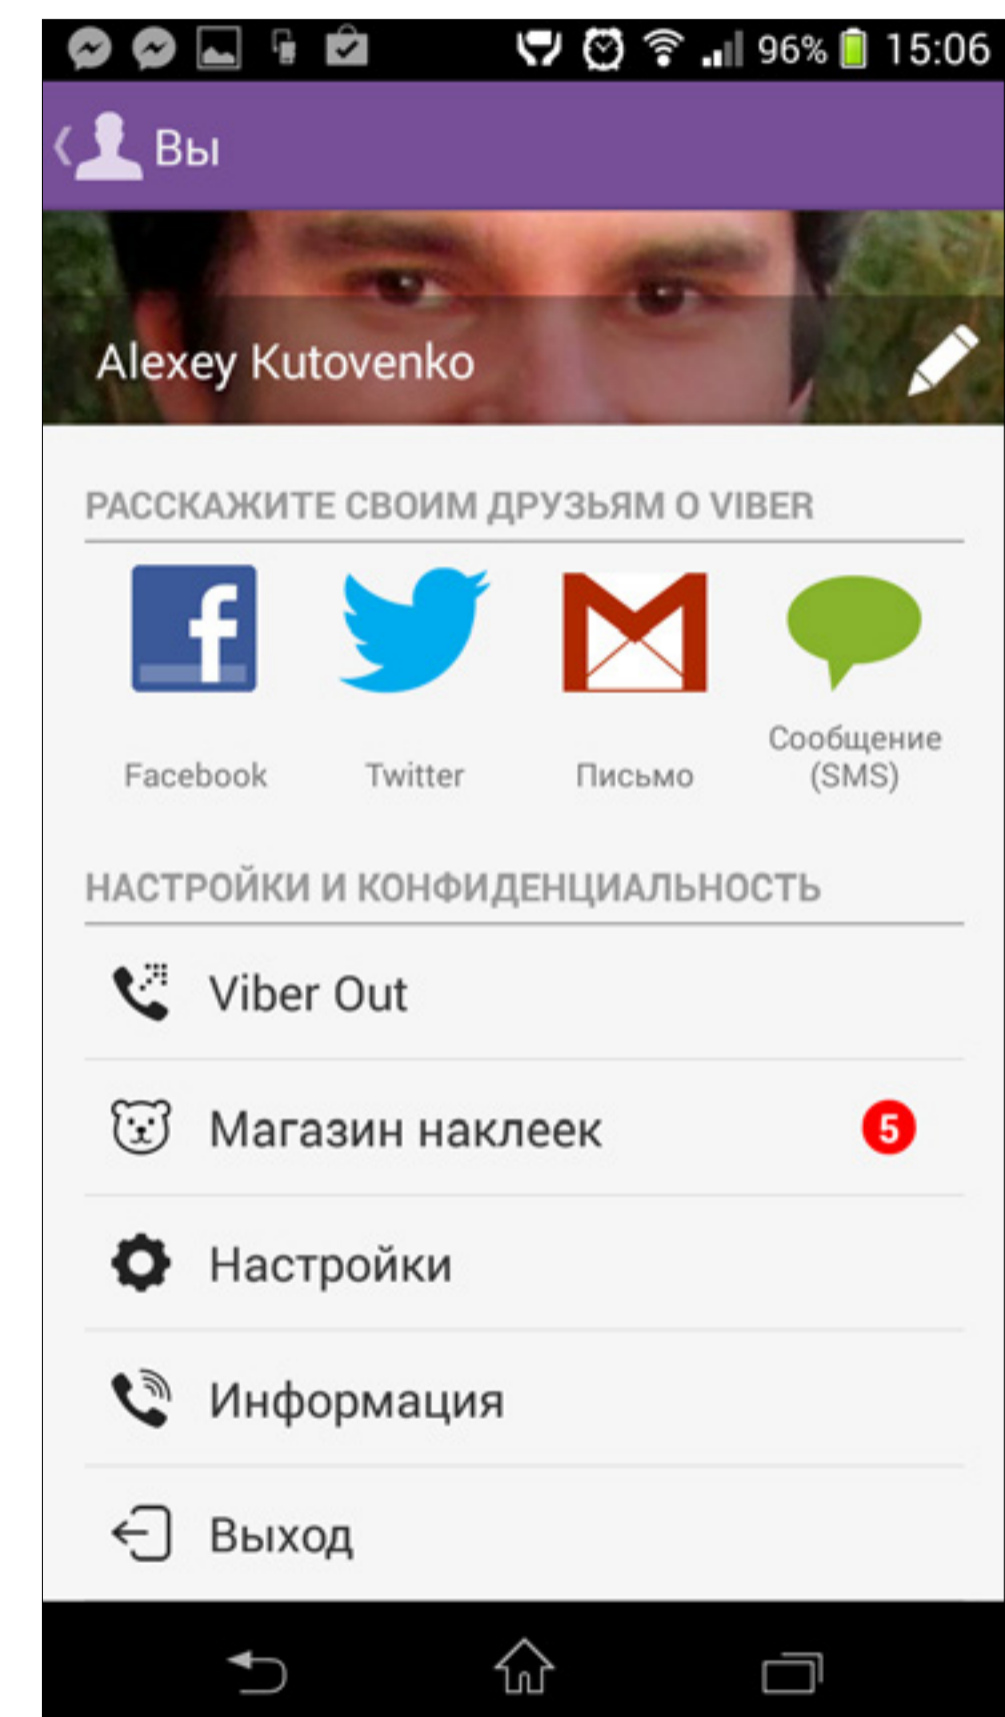 96% 15:06
Вы
Alexey Kutovenko
РАССКАЖИТЕ СВОИМ ДРУЗЬЯМ О VIBER
Facebook Twitter Письмо Сообщение
(SMS)
НАСТРОЙКИ И КОНФИДЕНЦИАЛЬНОСТЬ
Viber Out
Магазин наклеек 5
Настройки
Информация
Выход